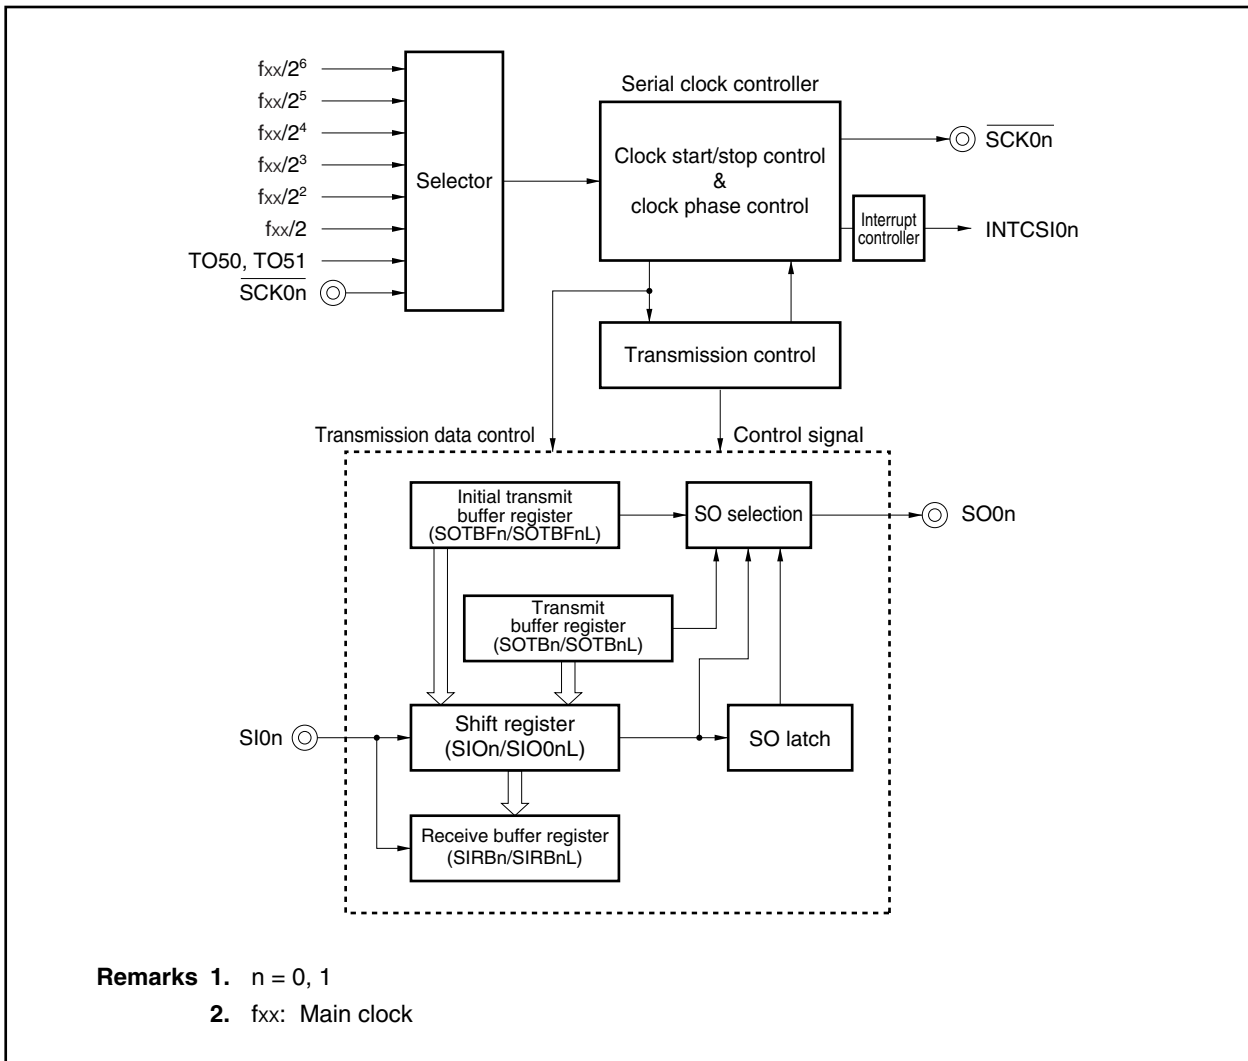 fxx/2⁶
fxx/2⁵
fxx/2⁴
fxx/2³
fxx/2²
fxx/2
TO50, TO51
SCK0n
Selector
Serial clock controller
Clock start/stop control
&
clock phase control
SCK0n
Interrupt
controller
INTCSI0n
Transmission control
Transmission data control
Control signal
Initial transmit
buffer register
(SOTBFn/SOTBFnL)
SO selection
SO0n
Transmit
buffer register
(SOTBn/SOTBnL)
SI0n
Shift register
(SIOn/SIO0nL)
SO latch
Receive buffer register
(SIRBn/SIRBnL)
Remarks 1. n = 0, 1
2. fxx: Main clock